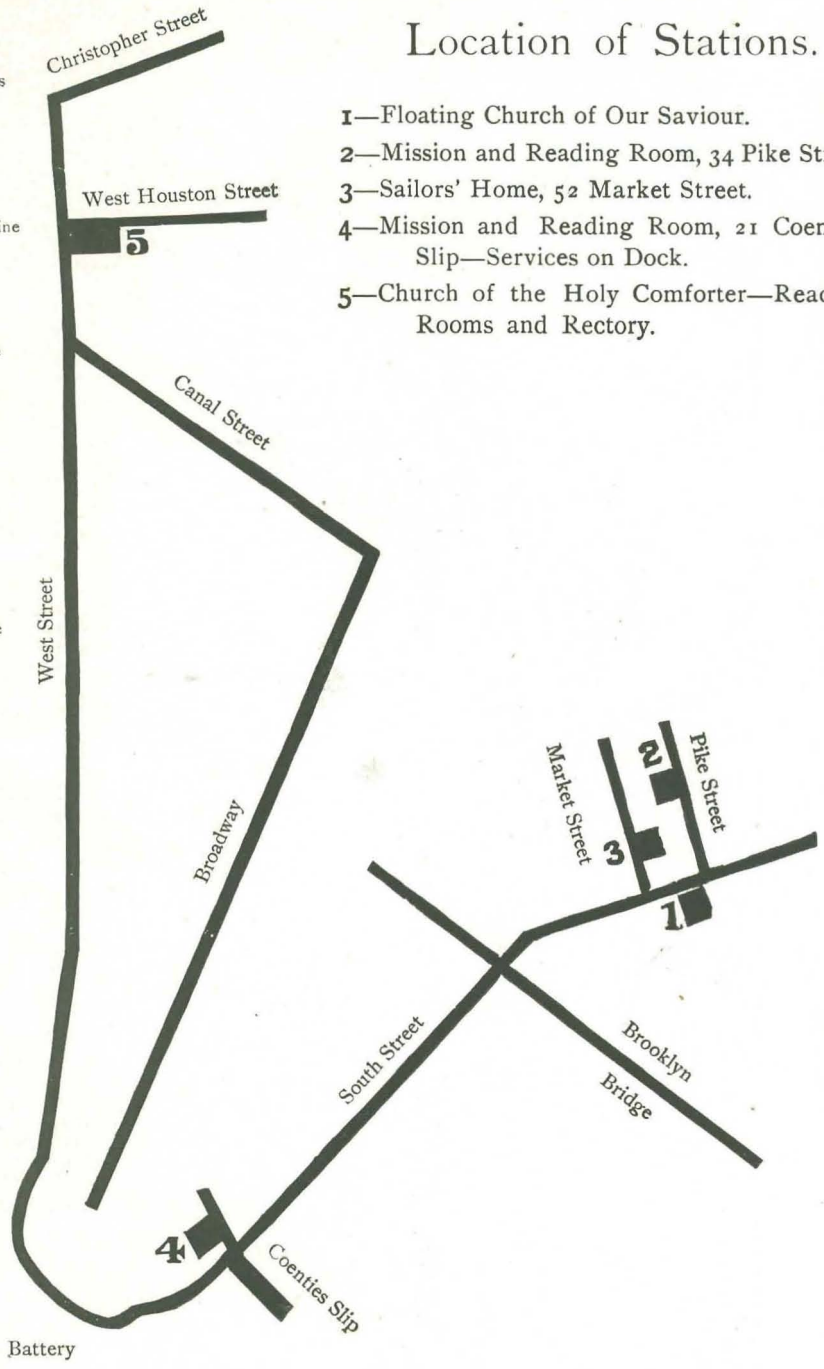 Location of Stations.
1—Floating Church of Our Saviour.
2—Mission and Reading Room, 34 Pike St
3—Sailors' Home, 52 Market Street.
4—Mission and Reading Room, 21 Coen
Slip—Services on Dock.
5—Church of the Holy Comforter—Read
Rooms and Rectory.
Christopher Street
West Houston Street
5
Canal Street
West Street
Broadway
Market Street
2
Pike Street
3
1
South Street
Brooklyn
Bridge
4
Coenties Slip
Battery